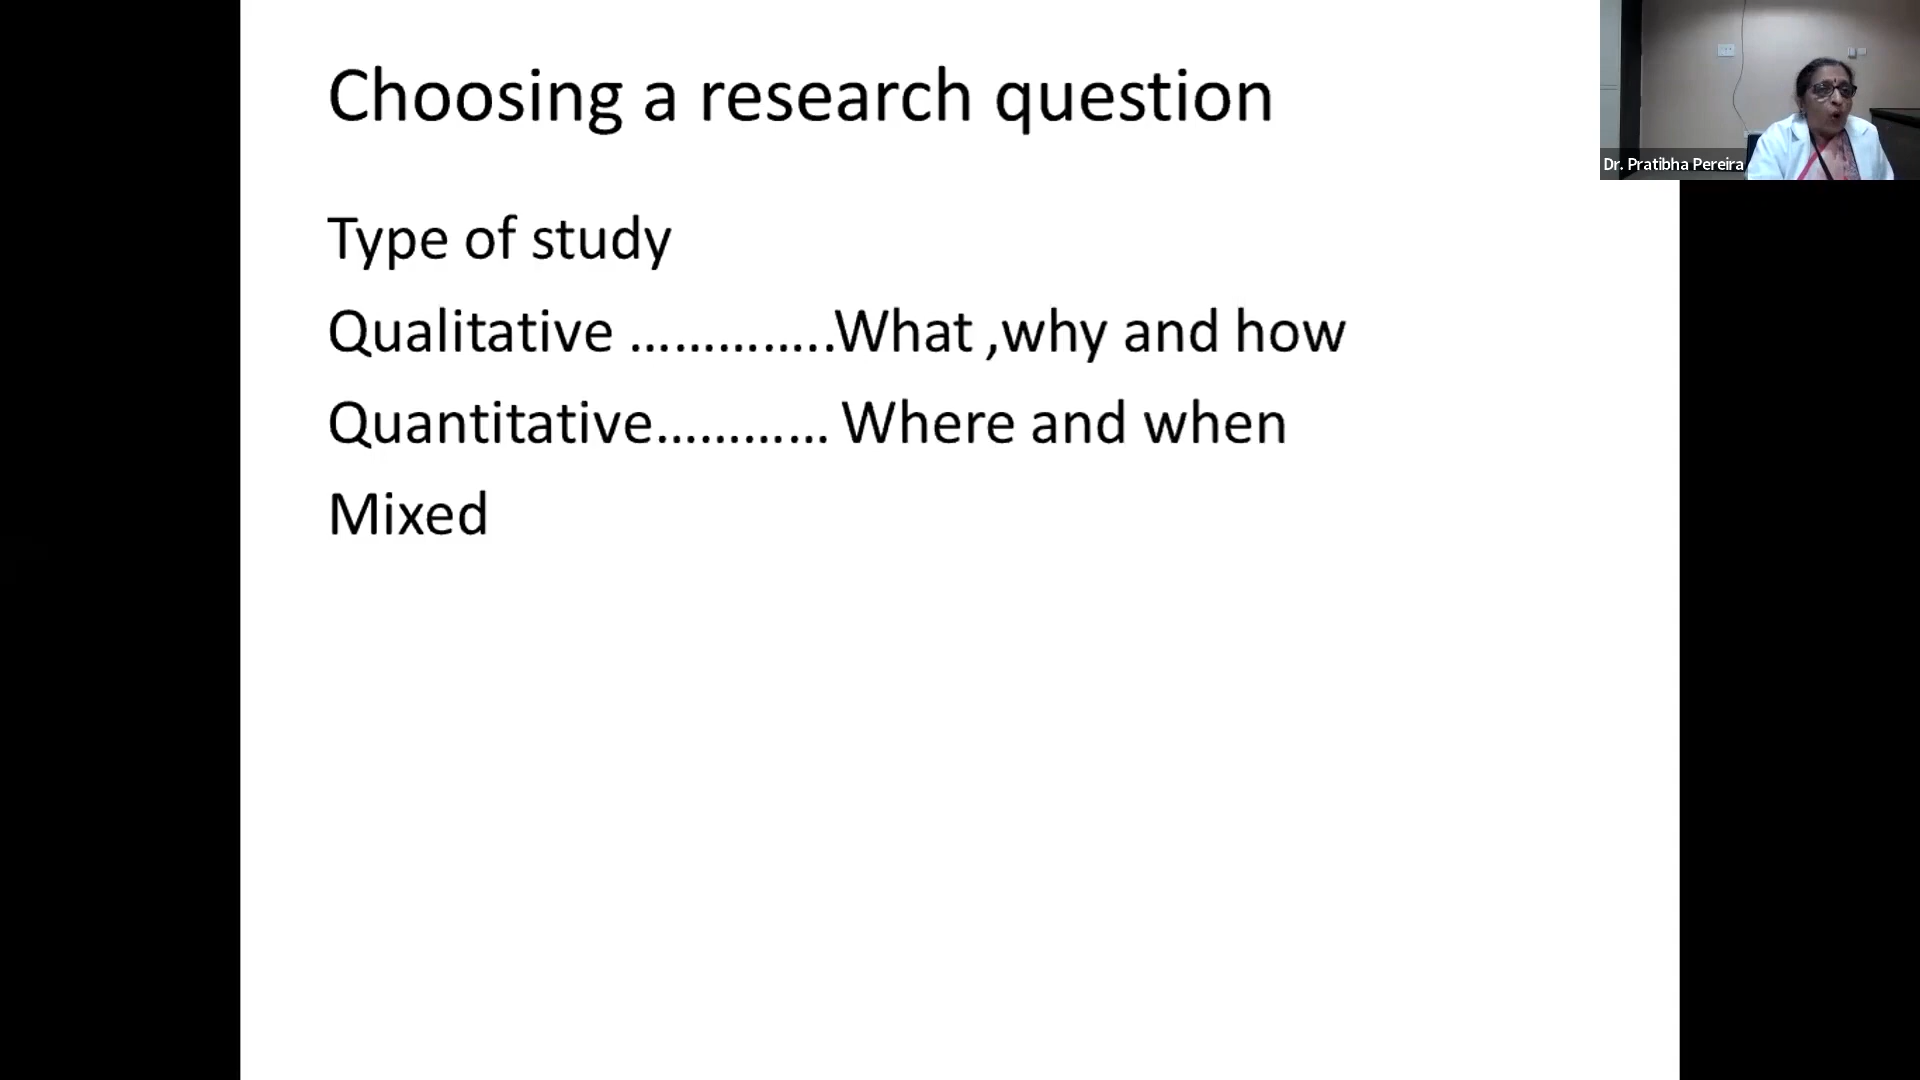 Choosing a research question
Dr. Pratibha Pereira
Type of study
Qualitative …………..What ,why and how
Quantitative………… Where and when
Mixed